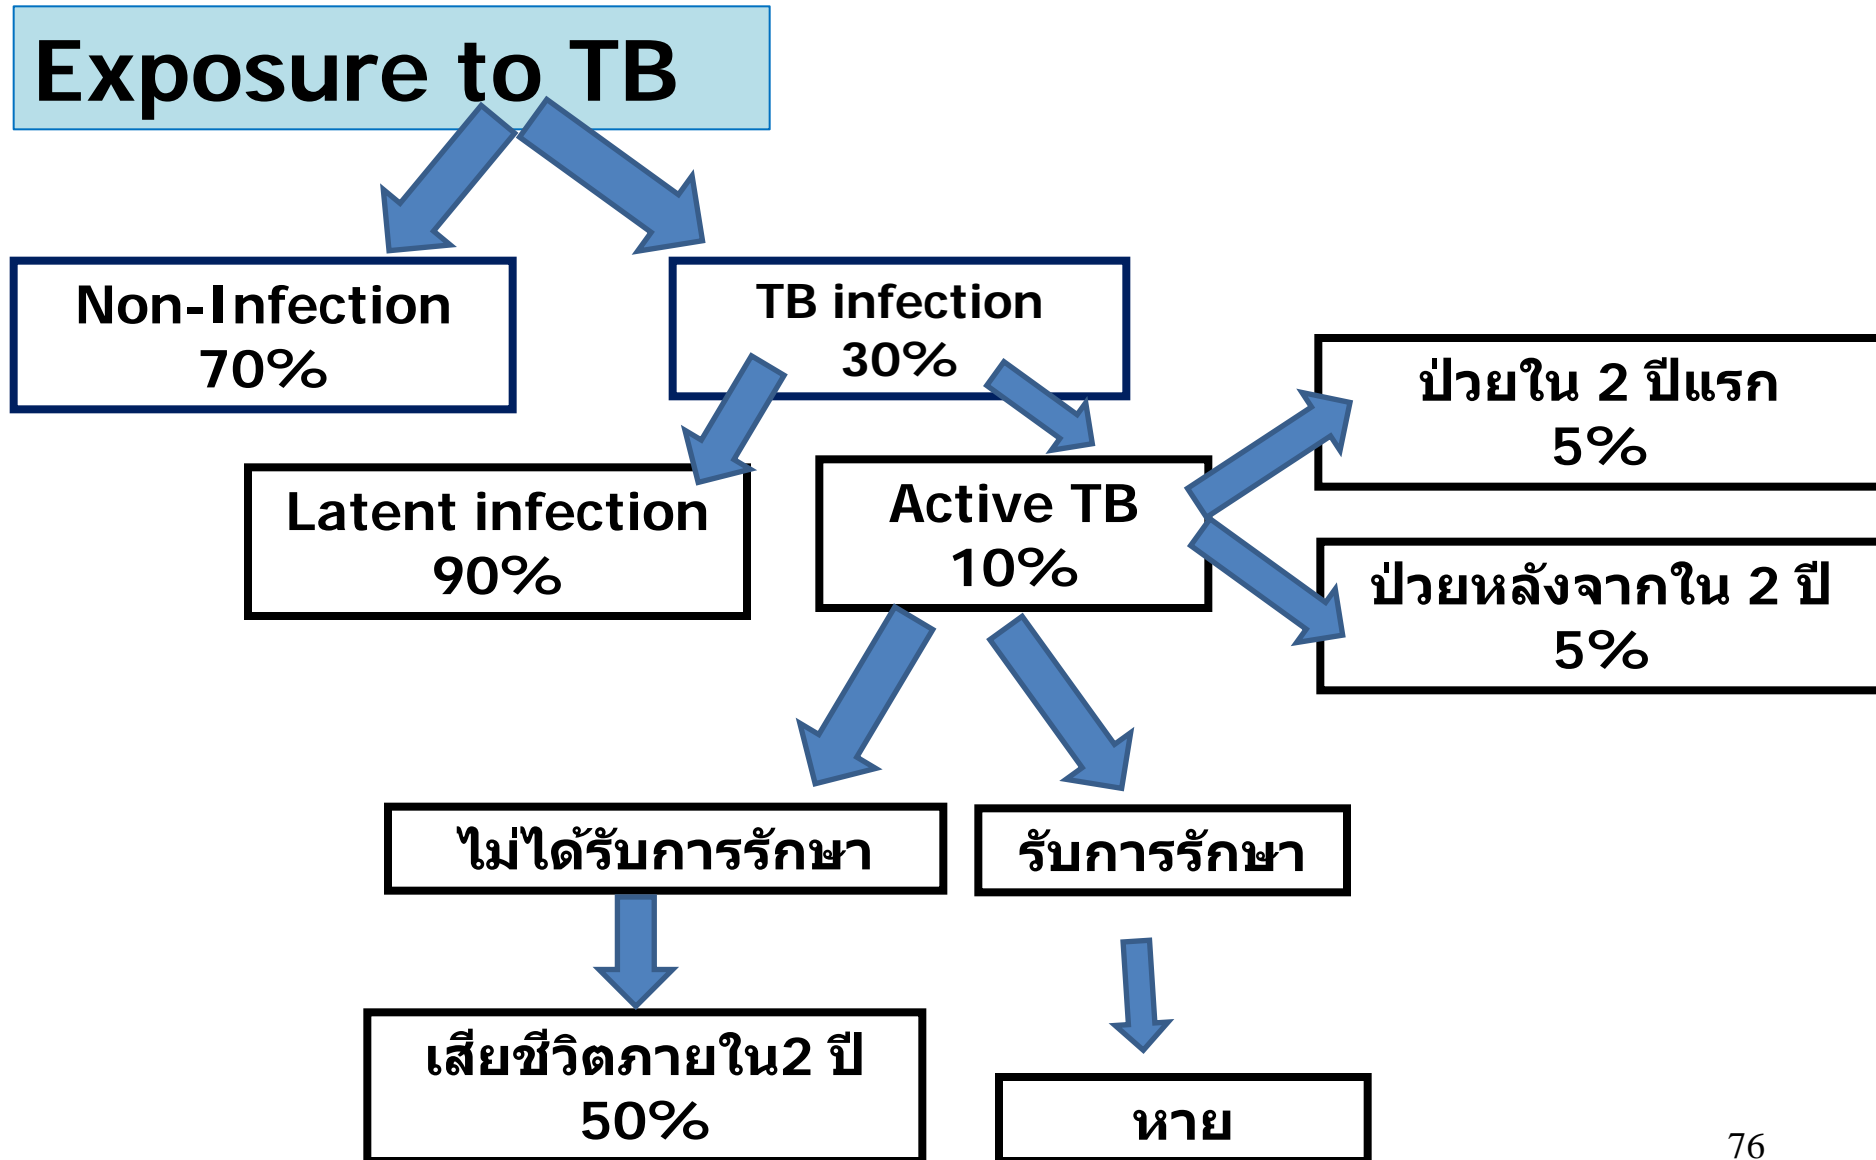 Exposure to TB
Non-Infection
70%
TB infection
30%
ป่วยใน 2 ปีแรก
5%
Latent infection
90%
Active TB
10%
ป่วยหลังจากใน 2 ปี
5%
ไม่ได้รับการรักษา
รับการรักษา
เสียชีวิตภายใน2 ปี
50%
หาย
76